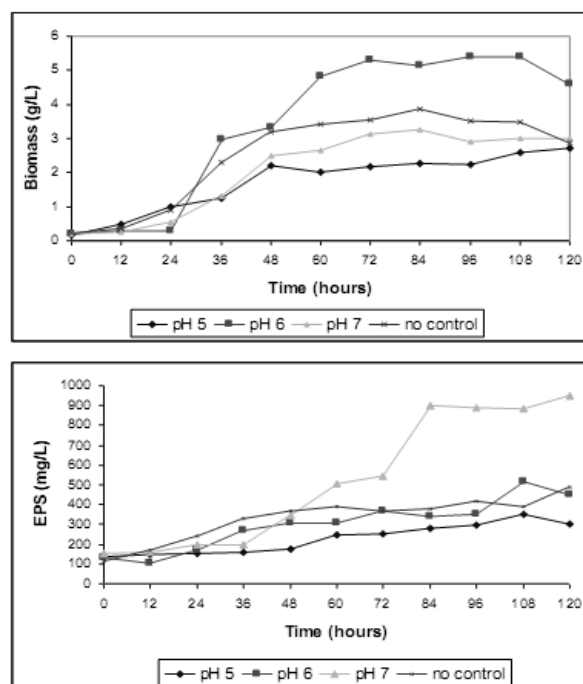 6
5
4
3
2
1
0
Biomass (g/L)
0 12 24 36 48 60 72 84 96 108 120
Time (hours)
pH 5 pH 6 pH 7 no control
1000
900
800
700
600
500
400
300
200
100
0
EPS (mg/L)
0 12 24 36 48 60 72 84 96 108 120
Time (hours)
pH 5 pH 6 pH 7 no control